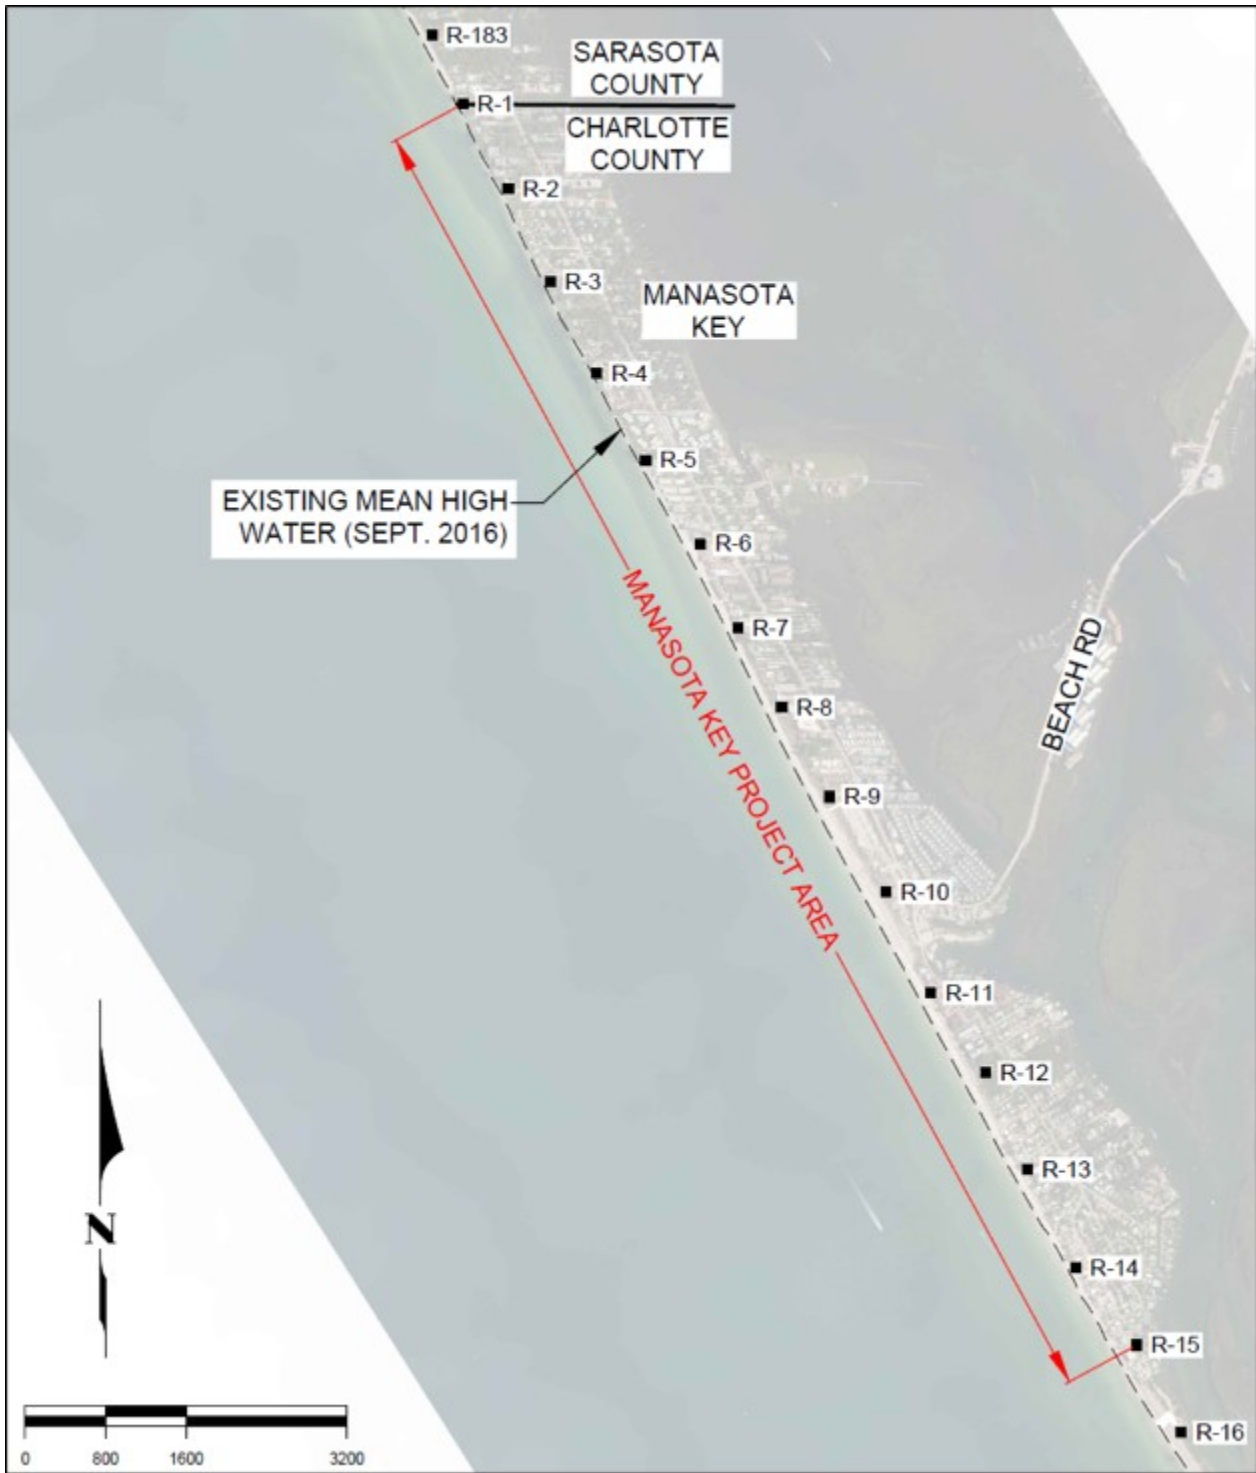 R-183
SARASOTA
COUNTY
R-1
CHARLOTTE
COUNTY
R-2
R-3
MANASOTA
KEY
R-4
R-5
EXISTING MEAN HIGH
WATER (SEPT. 2016)
R-6
MANASOTA KEY PROJECT AREA
R-7
BEACH RD
R-8
R-9
R-10
R-11
R-12
R-13
N
R-14
R-15
R-16
0 800 1600 3200